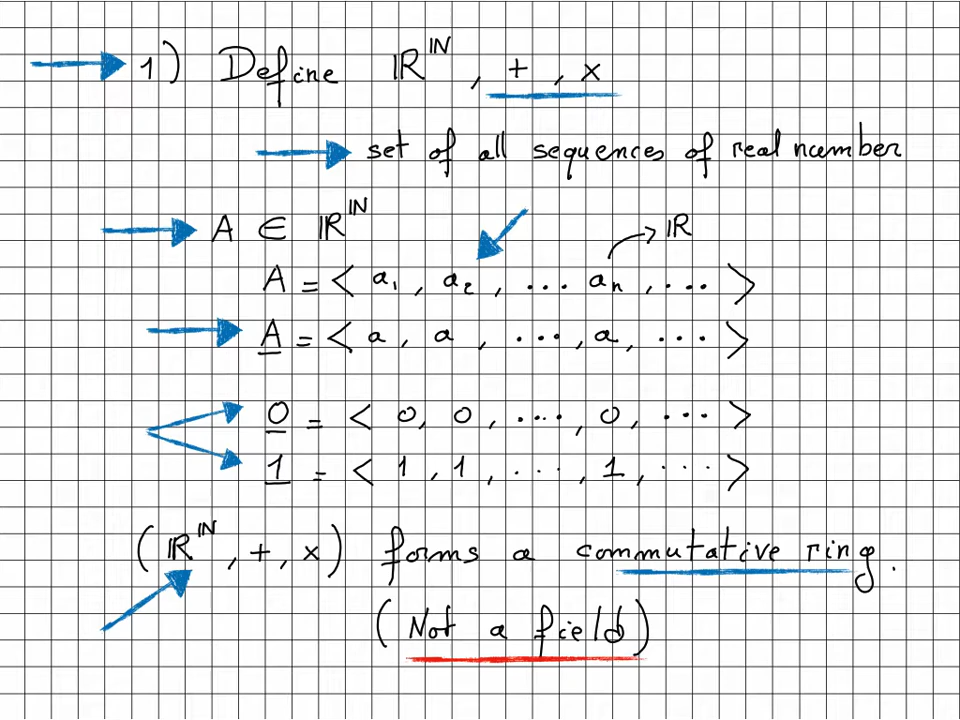 1) Define ℝ^ℕ, +, x
set of all sequences of real number
A ∈ ℝ^ℕ
→ ℝ
A = < a₁, a₂, ... aₙ, ... >
A = < a, a, ..., a, ... >
0 = < 0, 0, ...., 0, ... >
1 = < 1, 1, ..., 1, ... >
(ℝ^ℕ, +, x) forms a commutative ring.
(Not a field)